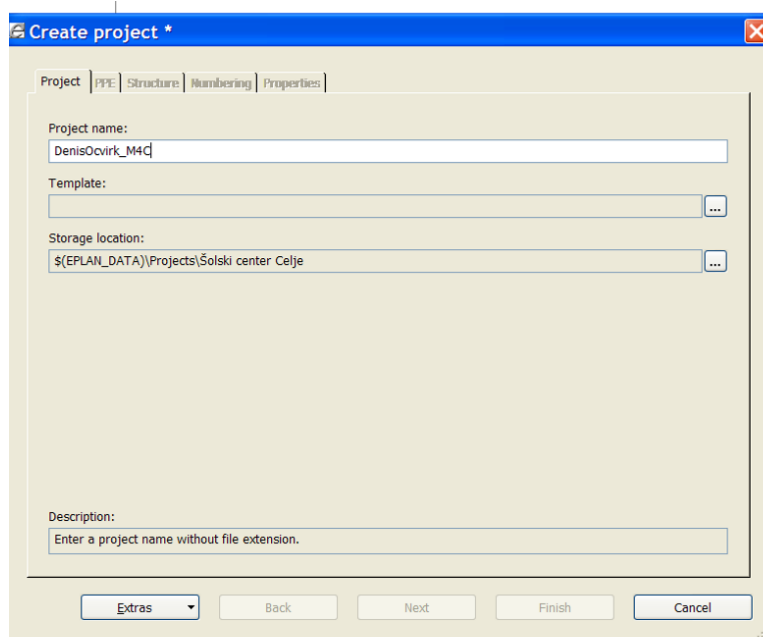 Create project *
Project PPE Structure Numbering Properties
Project name:
DenisOcvirk_M4C
Template:
...
Storage location:
$(EPLAN_DATA)\Projects\Šolski center Celje
...
Description:
Enter a project name without file extension.
Extras Back Next Finish Cancel